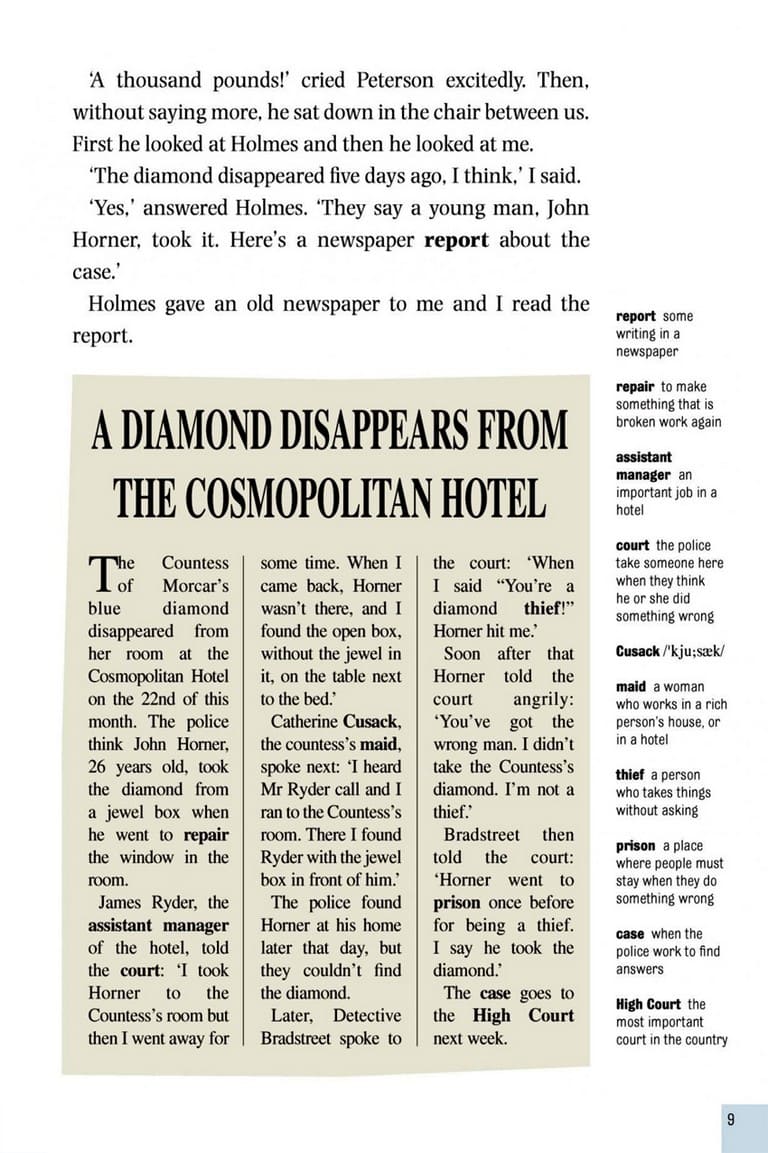 ‘A thousand pounds!’ cried Peterson excitedly. Then,
without saying more, he sat down in the chair between us.
First he looked at Holmes and then he looked at me.
‘The diamond disappeared five days ago, I think,’ I said.
‘Yes,’ answered Holmes. ‘They say a young man, John
Horner, took it. Here’s a newspaper report about the
case.’
Holmes gave an old newspaper to me and I read the
report.
A DIAMOND DISAPPEARS FROM
THE COSMOPOLITAN HOTEL
The Countess
of Morcar’s
blue diamond
disappeared from
her room at the
Cosmopolitan Hotel
on the 22nd of this
month. The police
think John Horner,
26 years old, took
the diamond from
a jewel box when
he went to repair
the window in the
room.
James Ryder, the
assistant manager
of the hotel, told
the court: ‘I took
Horner to the
Countess’s room but
then I went away for
some time. When I
came back, Horner
wasn’t there, and I
found the open box,
without the jewel in
it, on the table next
to the bed.’
Catherine Cusack,
the countess’s maid,
spoke next: ‘I heard
Mr Ryder call and I
ran to the Countess’s
room. There I found
Ryder with the jewel
box in front of him.’
The police found
Horner at his home
later that day, but
they couldn’t find
the diamond.
Later, Detective
Bradstreet spoke to
the court: ‘When
I said “You’re a
diamond thief!”
Horner hit me.’
Soon after that
Horner told the
court angrily:
‘You’ve got the
wrong man. I didn’t
take the Countess’s
diamond. I’m not a
thief.’
Bradstreet then
told the court:
‘Horner went to
prison once before
for being a thief.
I say he took the
diamond.’
The case goes to
the High Court
next week.
report some
writing in a
newspaper
repair to make
something that is
broken work again
assistant
manager an
important job in a
hotel
court the police
take someone here
when they think
he or she did
something wrong
Cusack /ˈkju;sæk/
maid a woman
who works in a rich
person’s house, or
in a hotel
thief a person
who takes things
without asking
prison a place
where people must
stay when they do
something wrong
case when the
police work to find
answers
High Court the
most important
court in the country
9